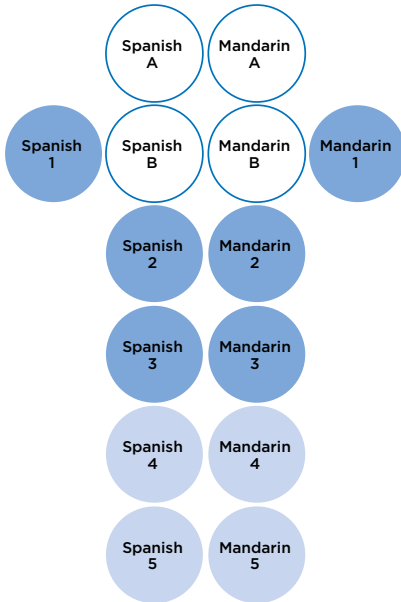 Spanish
A
Mandarin
A
Spanish
1
Spanish
B
Mandarin
B
Mandarin
1
Spanish
2
Mandarin
2
Spanish
3
Mandarin
3
Spanish
4
Mandarin
4
Spanish
5
Mandarin
5